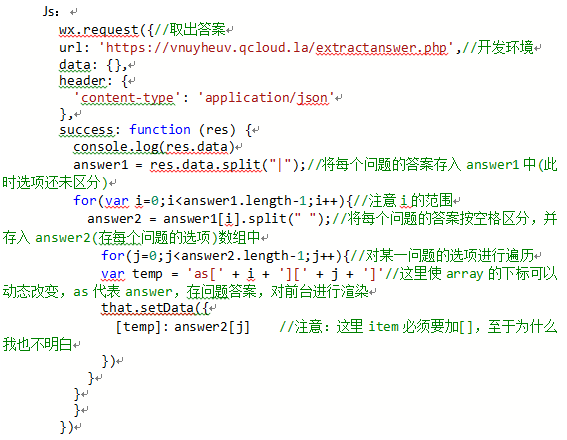 Js：
wx.request({//取出答案
url: 'https://vnuyheuv.qcloud.la/extractanswer.php',//开发环境
data: {},
header: {
'content-type': 'application/json'
},
success: function (res) {
console.log(res.data)
answer1 = res.data.split("|");//将每个问题的答案存入 answer1 中(此
时选项还未区分)
for(var i=0;i<answer1.length-1;i++){//注意 i 的范围
answer2 = answer1[i].split(" ");//将每个问题的答案按空格区分，并
存入 answer2(存每个问题的选项)数组中
for(j=0;j<answer2.length-1;j++){//对某一问题的选项进行遍历
var temp = 'as[' + i + '][' + j + ']'//这里使 array 的下标可以
动态改变，as 代表 answer，存问题答案，对前台进行渲染
that.setData({
[temp]: answer2[j] //注意：这里 item 必须要加[]，至于为什么
我也不明白
})
}
}
}
})